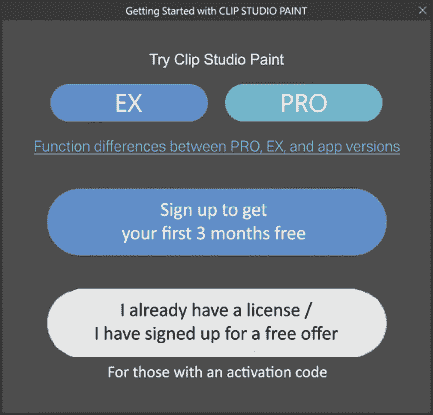 Getting Started with CLIP STUDIO PAINT
Try Clip Studio Paint
EX
PRO
Function differences between PRO, EX, and app versions
Sign up to get
your first 3 months free
I already have a license /
I have signed up for a free offer
For those with an activation code